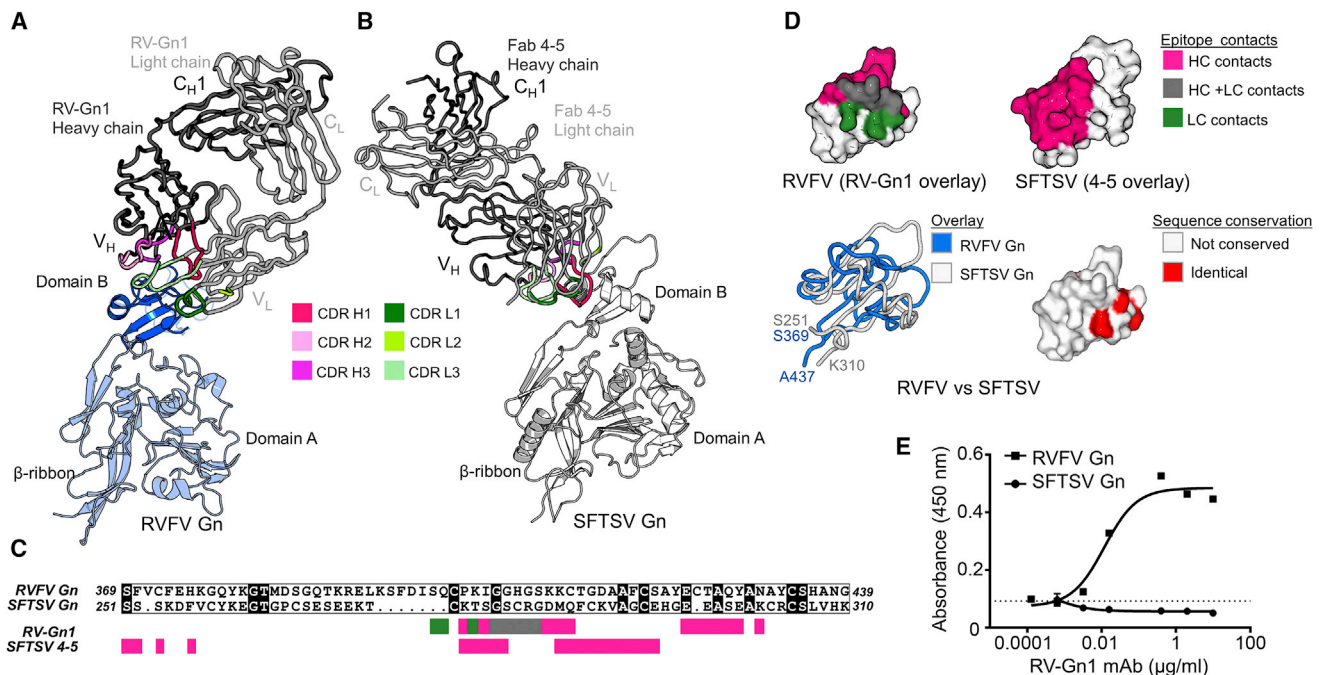 A
RV-Gn1
Light chain
CH1
RV-Gn1
Heavy chain
CL
VH
Domain B
VL
Domain A
β-ribbon
RVFV Gn
CDR H1
CDR H2
CDR H3
CDR L1
CDR L2
CDR L3
B
Fab 4-5
Heavy chain
CH1
Fab 4-5
Light chain
CL
VL
VH
Domain B
Domain A
β-ribbon
SFTSV Gn
C
RVFV Gn 369 SFVCFEHKGQYKGTMDSQTKRELKSFDISQCPKIGGHGSKKCTGDAAFCSAYECTAQYANAYCSHANG 439
SFTSV Gn 251 SS.SKDFVCYKEGTGPCSESEEKT.......CKTSGSCRGDMQFCKVAGCEHGE.EASEAKCRCSLVHK 310
RV-Gn1
SFTSV 4-5
D
Epitope contacts
HC contacts
HC +LC contacts
LC contacts
RVFV (RV-Gn1 overlay)
SFTSV (4-5 overlay)
Overlay
RVFV Gn
SFTSV Gn
Sequence conservation
Not conserved
Identical
S251
S369
K310
A437
RVFV vs SFTSV
E
RVFV Gn
SFTSV Gn
Absorbance (450 nm)
0.6
0.4
0.2
0
0.0001
0.01
1
100
RV-Gn1 mAb (µg/ml)